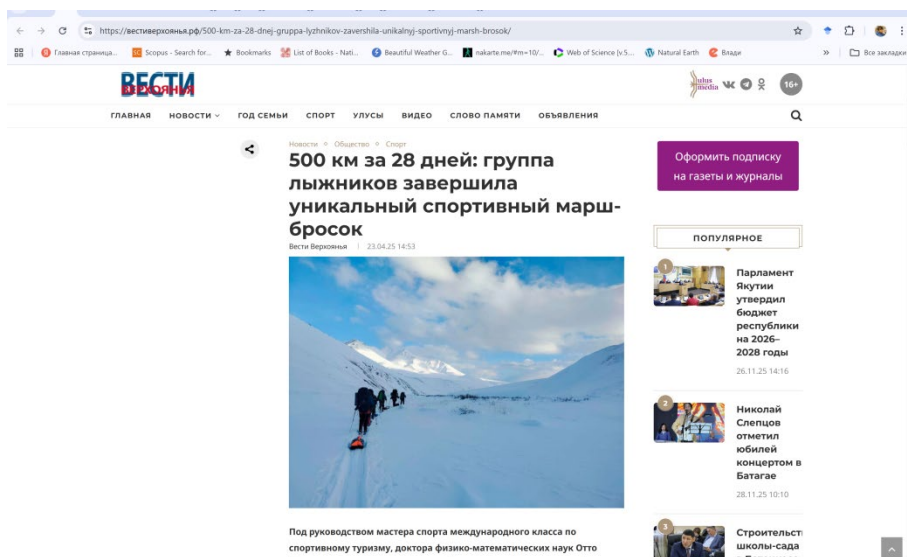 https://вестиверхоянья.рф/500-km-za-28-dnej-gruppa-lyzhnikov-zavershila-unikalnyj-sportivnyj-marsh-brosok/
Главная страница... Scopus - Search for... Bookmarks List of Books - Nati... Beautiful Weather G... nakarte.me/#m=10/... Web of Science [v.5... Natural Earth Влади » Все закладки
ВЕСТИ
ВЕРХОЯНЬЯ
ulus
media
16+
ГЛАВНАЯ НОВОСТИ ГОД СЕМЬИ СПОРТ УЛУСЫ ВИДЕО СЛОВО ПАМЯТИ ОБЪЯВЛЕНИЯ
Новости Общество Спорт
500 км за 28 дней: группа
лыжников завершила
уникальный спортивный марш-
бросок
Вести Верхоянья | 23.04.25 14:53
Под руководством мастера спорта международного класса по
спортивному туризму, доктора физико-математических наук Отто
Оформить подписку
на газеты и журналы
ПОПУЛЯРНОЕ
1
Парламент
Якутии
утвердил
бюджет
республики
на 2026–
2028 годы
26.11.25 14:16
2
Николай
Слепцов
отметил
юбилей
концертом в
Батагае
28.11.25 10:10
3
Строительст
школы-сада